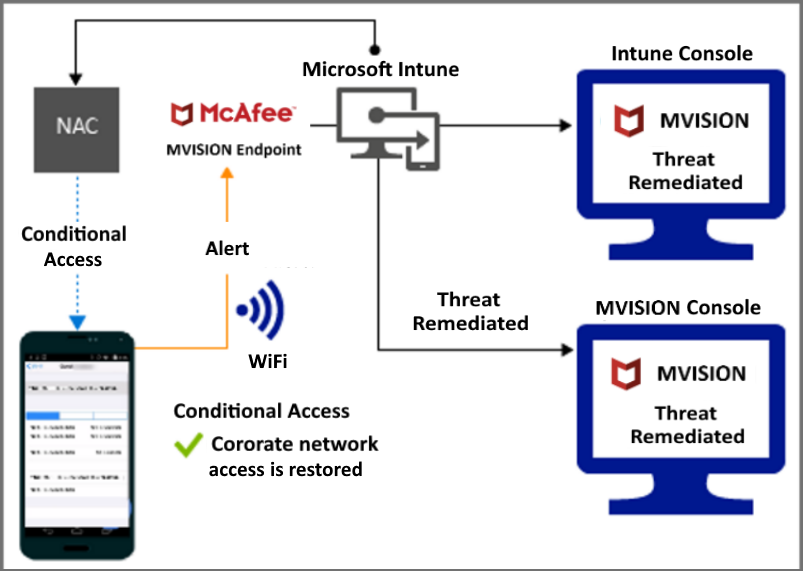 Microsoft Intune
Intune Console
NAC
McAfee™
MVISION Endpoint
MVISION
Threat
Remediated
Conditional
Access
Alert
WiFi
Threat
Remediated
MVISION Console
MVISION
Threat
Remediated
Conditional Access
Cororate network
access is restored